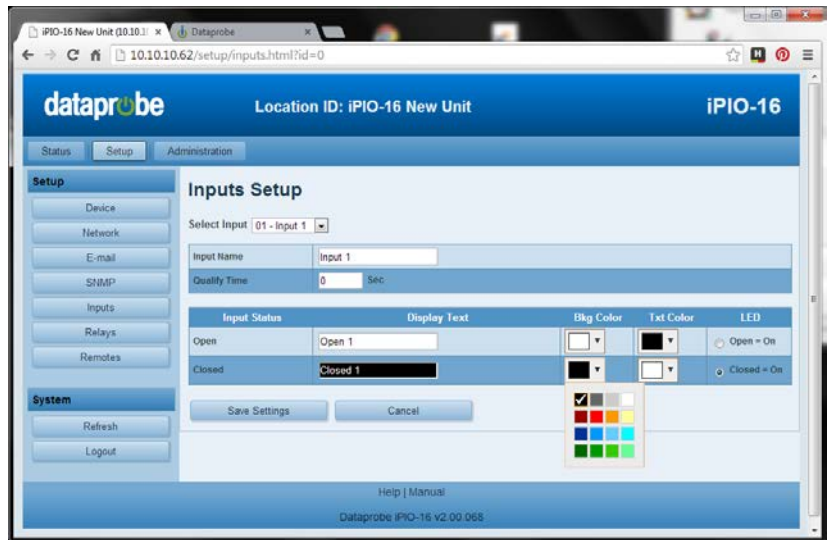 iPIO-16 New Unit (10.10.1
Dataprobe
10.10.10.62/setup/inputs.html?id=0
dataprobe
Location ID: iPIO-16 New Unit
iPIO-16
Status
Setup
Administration
Setup
Device
Network
E-mail
SNMP
Inputs
Relays
Remotes
System
Refresh
Logout
Inputs Setup
Select Input 01 - Input 1
Input Name Input 1
Quality Time 0 Sec
Input Status Display Text Bkg Color Txt Color LED
Open Open 1 Open = On
Closed Closed 1 Closed = On
Save Settings Cancel
Help | Manual
Dataprobe iPIO-16 v2.00.068